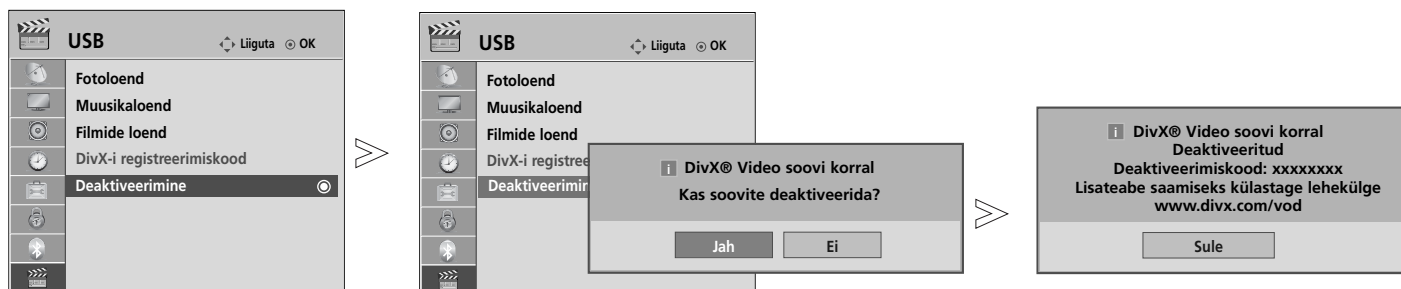 USB
Liiguta OK
Fotoloend
Muusikaloend
Filmide loend
DivX-i registreerimiskood
Deaktiveerimine
USB
Liiguta OK
Fotoloend
Muusikaloend
Filmide loend
DivX-i registree
Deaktiveerimin
i DivX® Video soovi korral
Kas soovite deaktiveerida?
Jah Ei
i DivX® Video soovi korral
Deaktiveeritud
Deaktiveerimiskood: xxxxxxxx
Lisateabe saamiseks külastage lehekülge
www.divx.com/vod
Sule